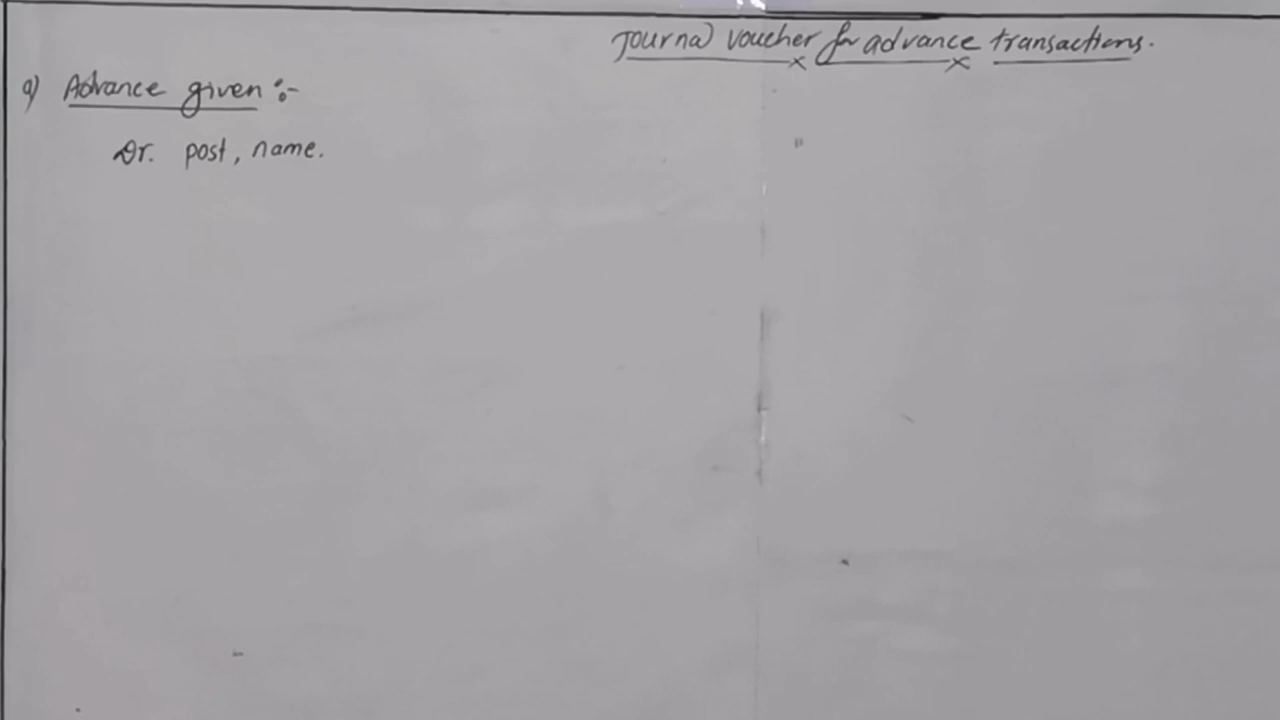 Journal voucher for advance transactions.
a) Advance given :-
Dr. post, name.